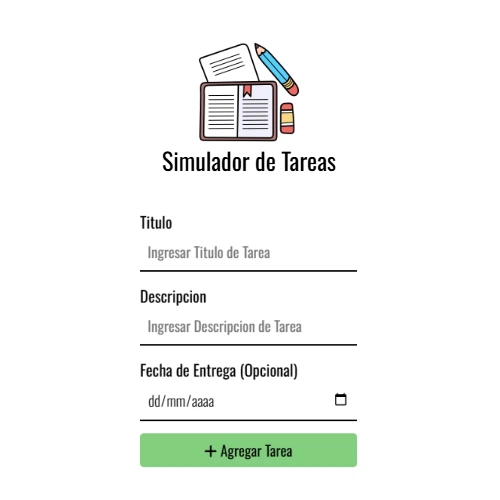 Simulador de Tareas
Titulo
Ingresar Titulo de Tarea
Descripcion
Ingresar Descripcion de Tarea
Fecha de Entrega (Opcional)
dd/mm/aaaa
+ Agregar Tarea